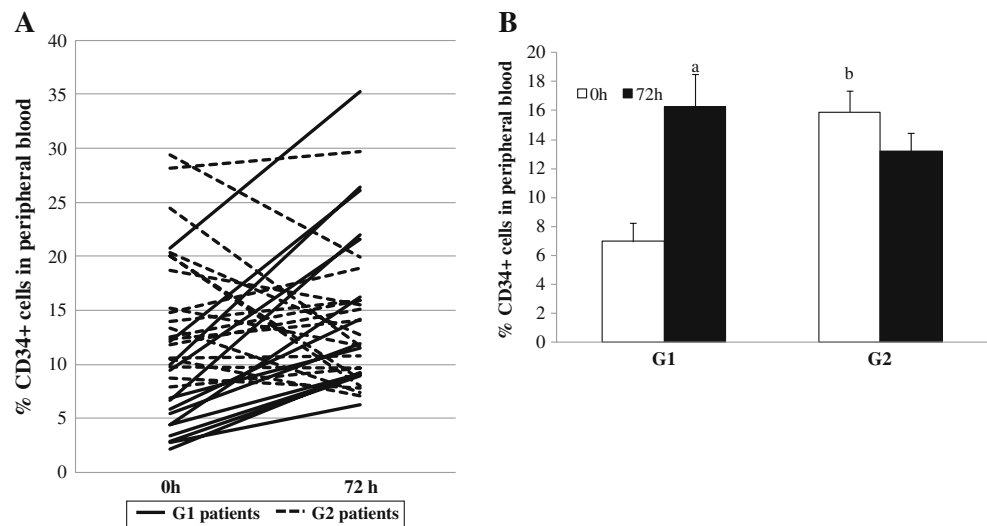 A
% CD34+ cells in peripheral blood
40
35
30
25
20
15
10
5
0
0h
72 h
G1 patients
G2 patients
B
% CD34+ cells in peripheral blood
20
18
16
14
12
10
8
6
4
2
0
0h
72h
a
b
G1
G2